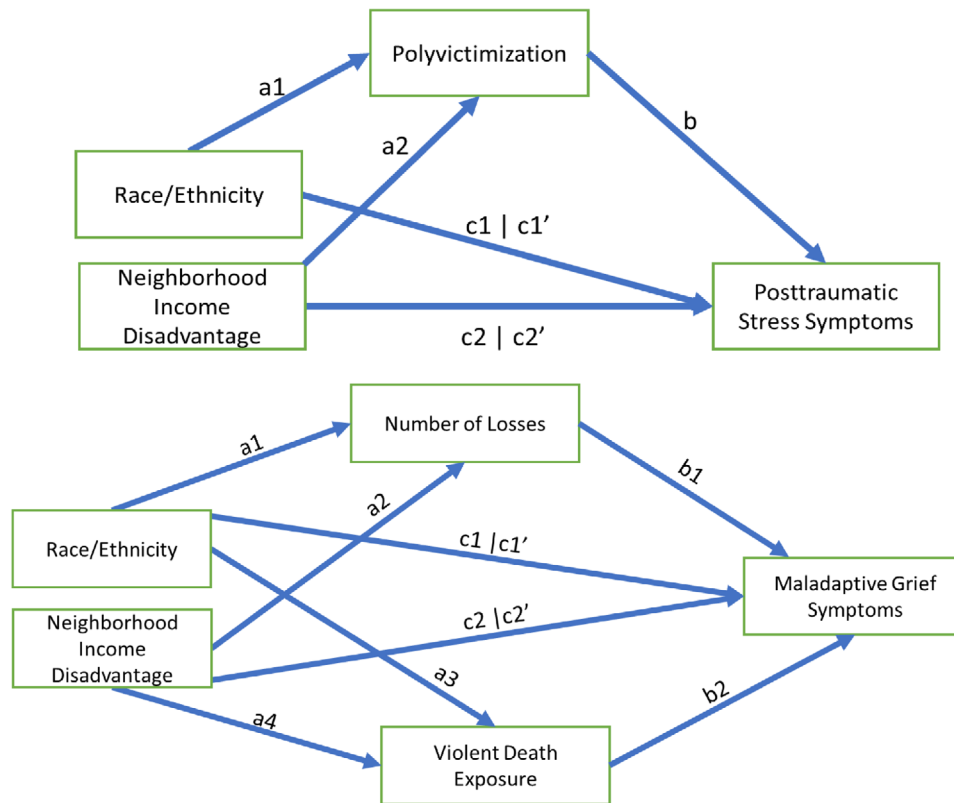 Polyvictimization
a1
a2
b
Race/Ethnicity
c1 | c1’
Neighborhood
Income
Disadvantage
Posttraumatic
Stress Symptoms
c2 | c2’
Number of Losses
a1
a2
b1
Race/Ethnicity
c1 |c1’
Maladaptive Grief
Symptoms
Neighborhood
Income
Disadvantage
c2 |c2’
a3
a4
b2
Violent Death
Exposure